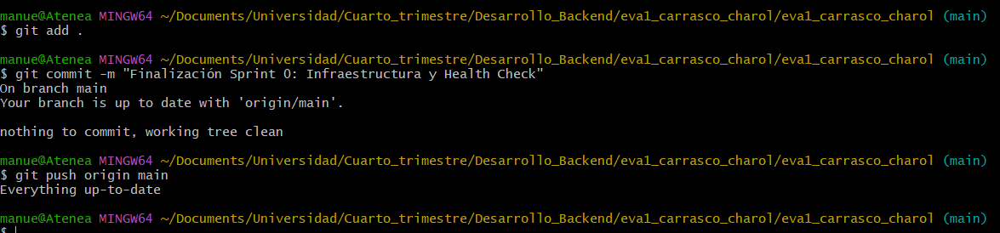 manue@Atenea MINGW64 ~/Documents/Universidad/Cuarto_trimestre/Desarrollo_Backend/eva1_carrasco_charol/eva1_carrasco_charol (main)
$ git add .
manue@Atenea MINGW64 ~/Documents/Universidad/Cuarto_trimestre/Desarrollo_Backend/eva1_carrasco_charol/eva1_carrasco_charol (main)
$ git commit -m "Finalización Sprint 0: Infraestructura y Health Check"
On branch main
Your branch is up to date with 'origin/main'.
nothing to commit, working tree clean
manue@Atenea MINGW64 ~/Documents/Universidad/Cuarto_trimestre/Desarrollo_Backend/eva1_carrasco_charol/eva1_carrasco_charol (main)
$ git push origin main
Everything up-to-date
manue@Atenea MINGW64 ~/Documents/Universidad/Cuarto_trimestre/Desarrollo_Backend/eva1_carrasco_charol/eva1_carrasco_charol (main)
$